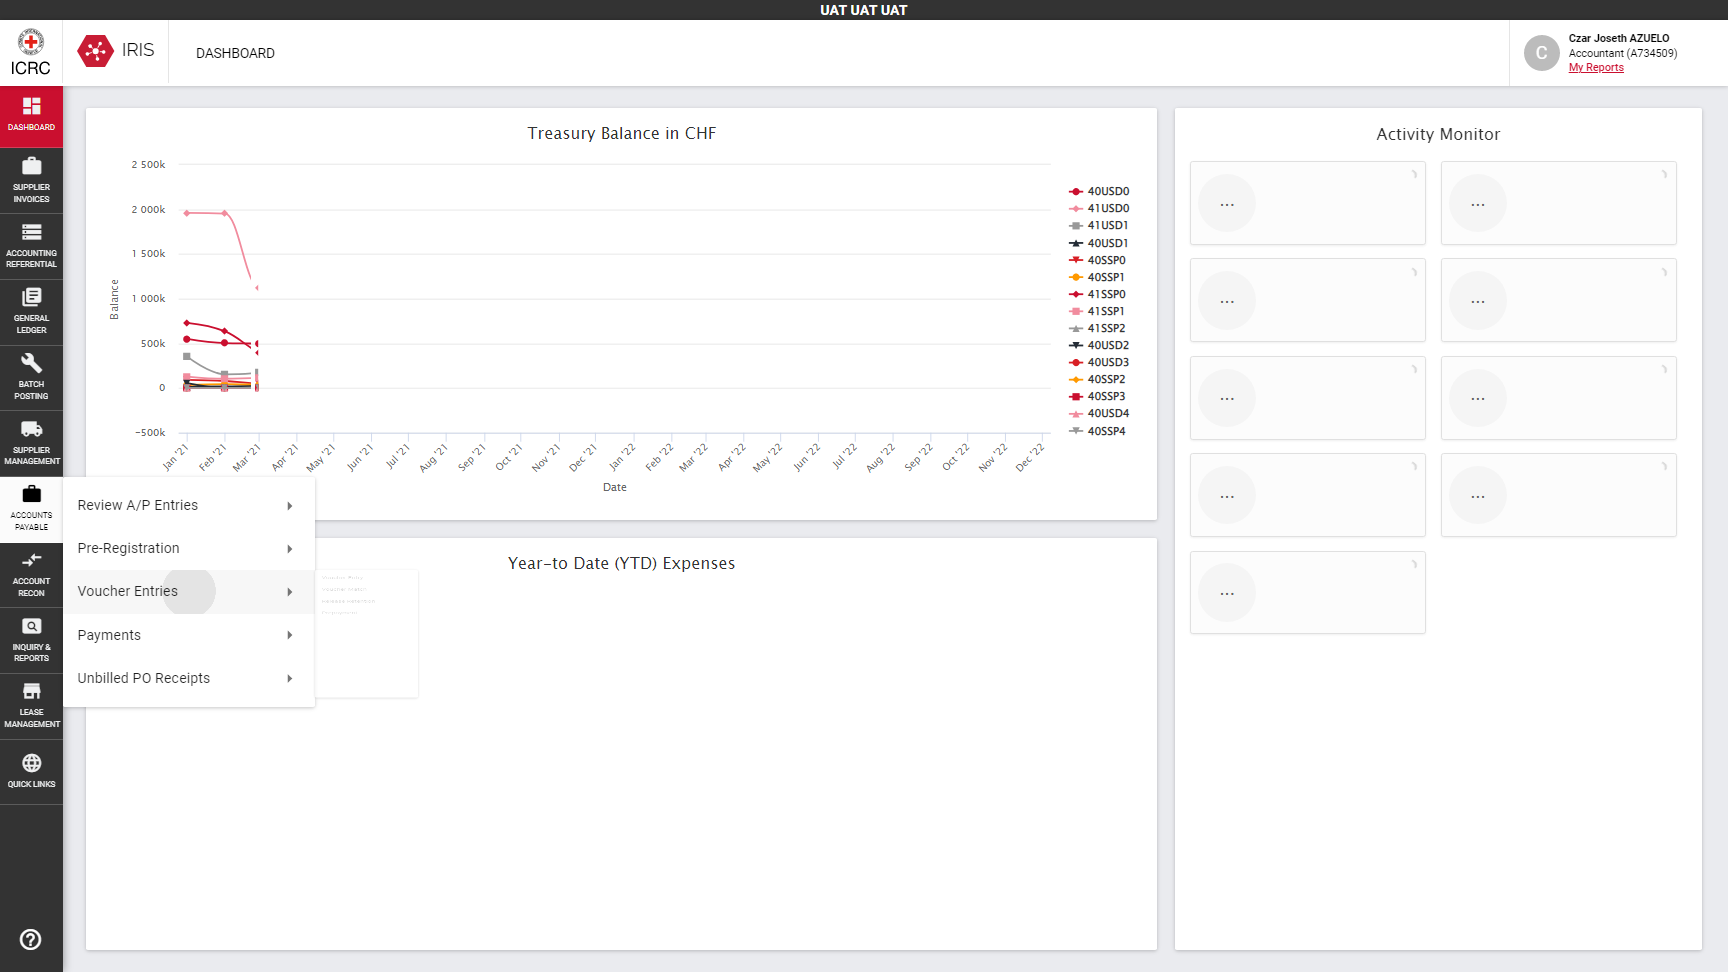 UAT UAT UAT
ICRC
IRIS
DASHBOARD
C
Czar Joseth AZUELO
Accountant (A734509)
My Reports
DASHBOARD
SUPPLIER
INVOICES
ACCOUNTING
REFERENTIAL
GENERAL
LEDGER
BATCH
POSTING
SUPPLIER
MANAGEMENT
ACCOUNTS
PAYABLE
ACCOUNT
RECON
INQUIRY &
REPORTS
LEASE
MANAGEMENT
QUICK LINKS
Treasury Balance in CHF
2 500k
2 000k
1 500k
1 000k
500k
0
-500k
Balance
Jan '21
Feb '21
Mar '21
Apr '21
May '21
Jun '21
Jul '21
Aug '21
Sep '21
Oct '21
Nov '21
Dec '21
Jan '22
Feb '22
Mar '22
Apr '22
May '22
Jun '22
Jul '22
Aug '22
Sep '22
Oct '22
Nov '22
Dec '22
Date
40USD0
41USD0
41USD1
40USD1
40SSP0
40SSP1
41SSP0
41SSP1
41SSP2
40USD2
40USD3
40SSP2
40SSP3
40USD4
40SSP4
Review A/P Entries
Pre-Registration
Voucher Entries
Payments
Unbilled PO Receipts
Year-to Date (YTD) Expenses
Activity Monitor
...
...
...
...
...
...
...
...
...